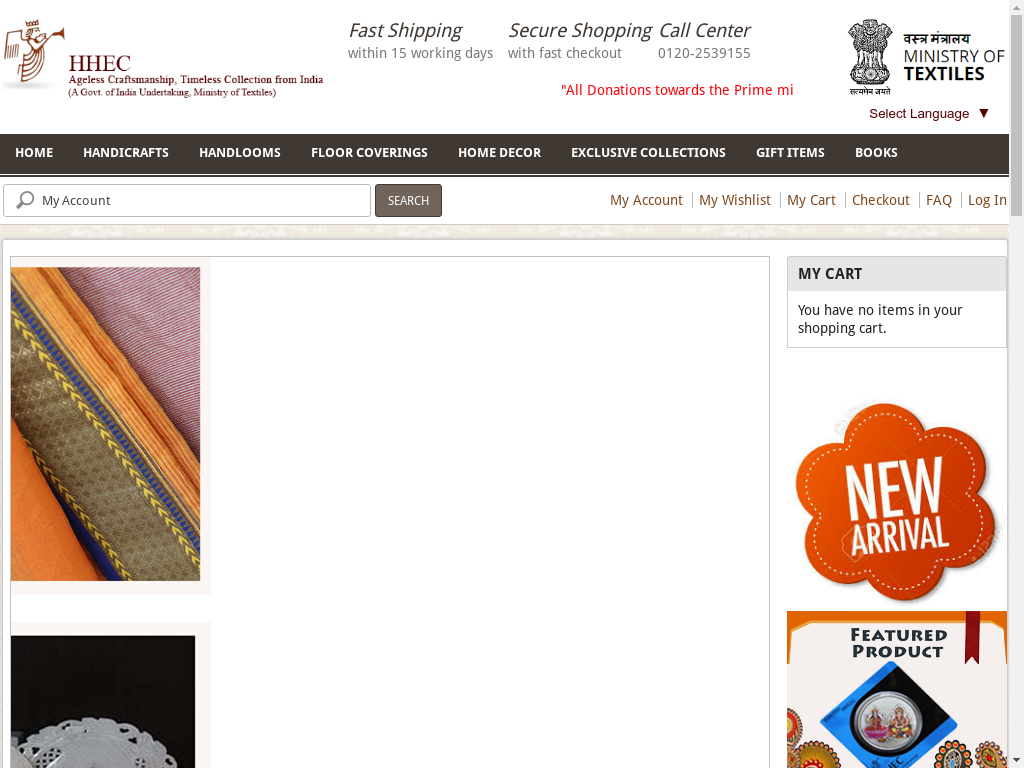 Fast Shipping
within 15 working days
Secure Shopping
with fast checkout
Call Center
0120-2539155
HHEC
Ageless Craftsmanship, Timeless Collection from India
(A Govt. of India Undertaking, Ministry of Textiles)
"All Donations towards the Prime mi
सत्यमेव जयते
वस्त्र मंत्रालय
MINISTRY OF
TEXTILES
Select Language ▼
HOME HANDICRAFTS HANDLOOMS FLOOR COVERINGS HOME DECOR EXCLUSIVE COLLECTIONS GIFT ITEMS BOOKS
My Account SEARCH
My Account My Wishlist My Cart Checkout FAQ Log In
MY CART
You have no items in your
shopping cart.
NEW
ARRIVAL
FEATURED
PRODUCT